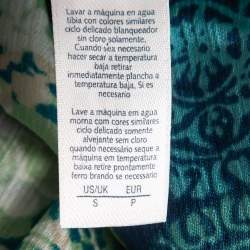 Lavar a máquina en agua
tibia con colores similares
ciclo delicado blanqueador
sin cloro solamente,
Cuando sea necesario
hacer secar a temperatura
baja retirar
inmediatamente plancha a
temperatura baja, Si es
necesario
Lave a máquina em agua
morna com cores similares
ciclo delicado somente
alvejante sem cloro
quando necessário seque a
máquina em temperatura
baixa retire prontamente
ferro brando se necessário
US/UK EUR
S P